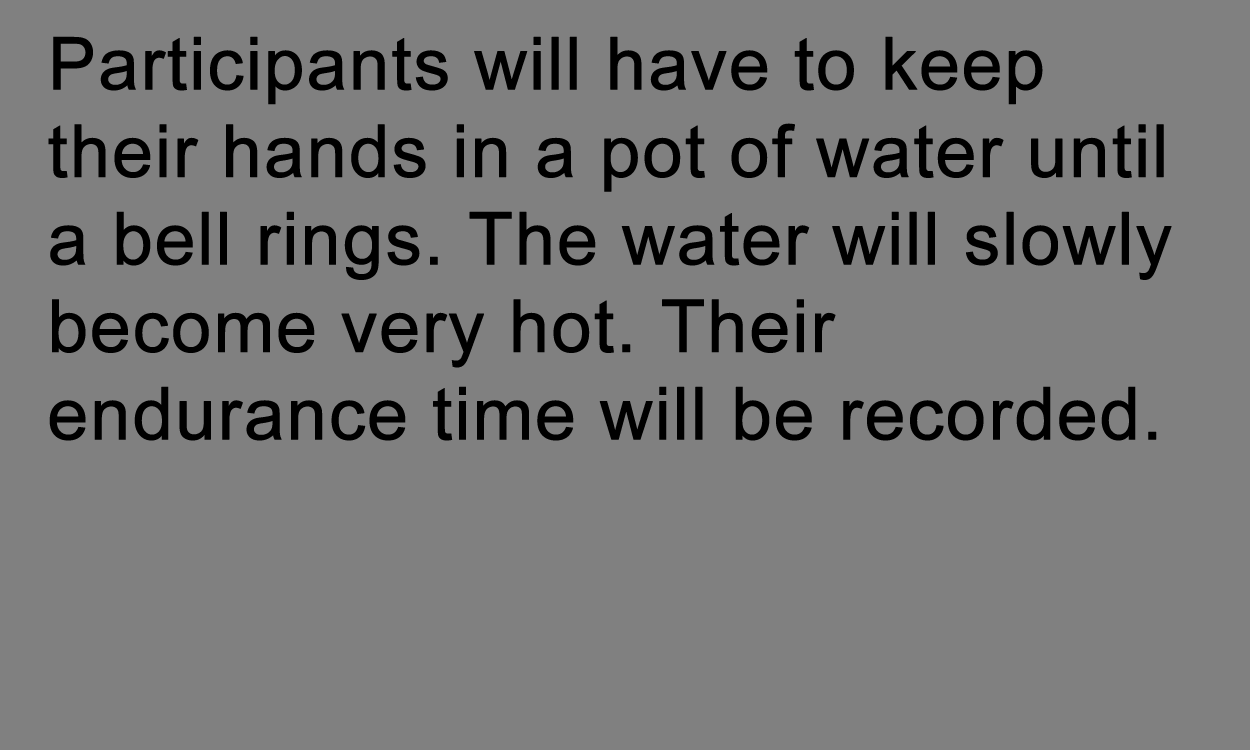 Participants will have to keep
their hands in a pot of water until
a bell rings. The water will slowly
become very hot. Their
endurance time will be recorded.